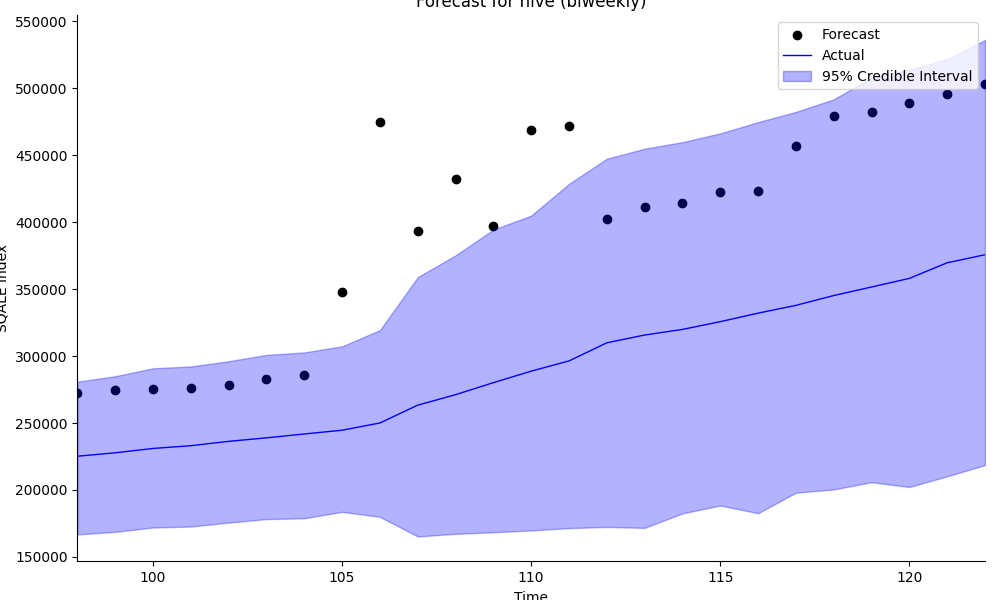 Forecast for hive (biweekly)
550000
500000
450000
400000
350000
300000
250000
200000
150000
SQALE Index
Forecast
Actual
95% Credible Interval
100
105
110
115
120
Time